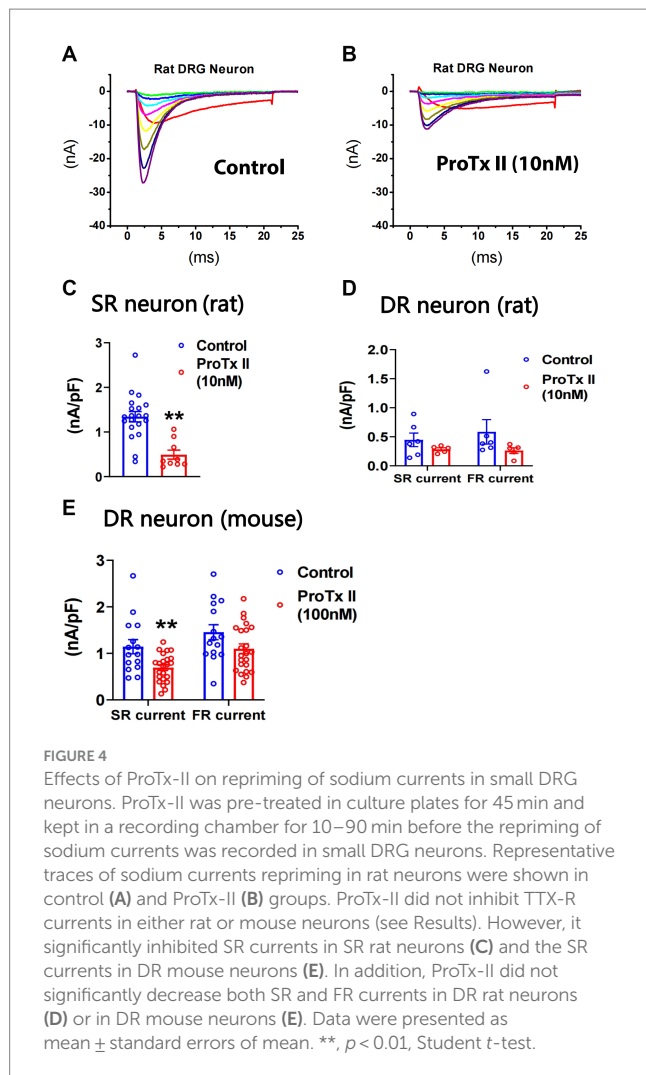 A
B
Rat DRG Neuron
Rat DRG Neuron
0
-10
-20
-30
-40
(nA)
Control
0 5 10 15 20 25
(ms)
0
-10
-20
-30
-40
(nA)
ProTx II (10nM)
0 5 10 15 20 25
(ms)
C
SR neuron (rat)
3
2
1
0
(nA/pF)
Control
ProTx II
(10nM)
**
D
DR neuron (rat)
2.0
1.5
1.0
0.5
0.0
(nA/pF)
Control
ProTx II
(10nM)
SR current FR current
E
DR neuron (mouse)
3
2
1
0
(nA/pF)
Control
ProTx II
(100nM)
**
SR current FR current
FIGURE 4
Effects of ProTx-II on repriming of sodium currents in small DRG
neurons. ProTx-II was pre-treated in culture plates for 45 min and
kept in a recording chamber for 10–90 min before the repriming of
sodium currents was recorded in small DRG neurons. Representative
traces of sodium currents repriming in rat neurons were shown in
control (A) and ProTx-II (B) groups. ProTx-II did not inhibit TTX-R
currents in either rat or mouse neurons (see Results). However, it
significantly inhibited SR currents in SR rat neurons (C) and the SR
currents in DR mouse neurons (E). In addition, ProTx-II did not
significantly decrease both SR and FR currents in DR rat neurons
(D) or in DR mouse neurons (E). Data were presented as
mean ± standard errors of mean. **, p < 0.01, Student t-test.